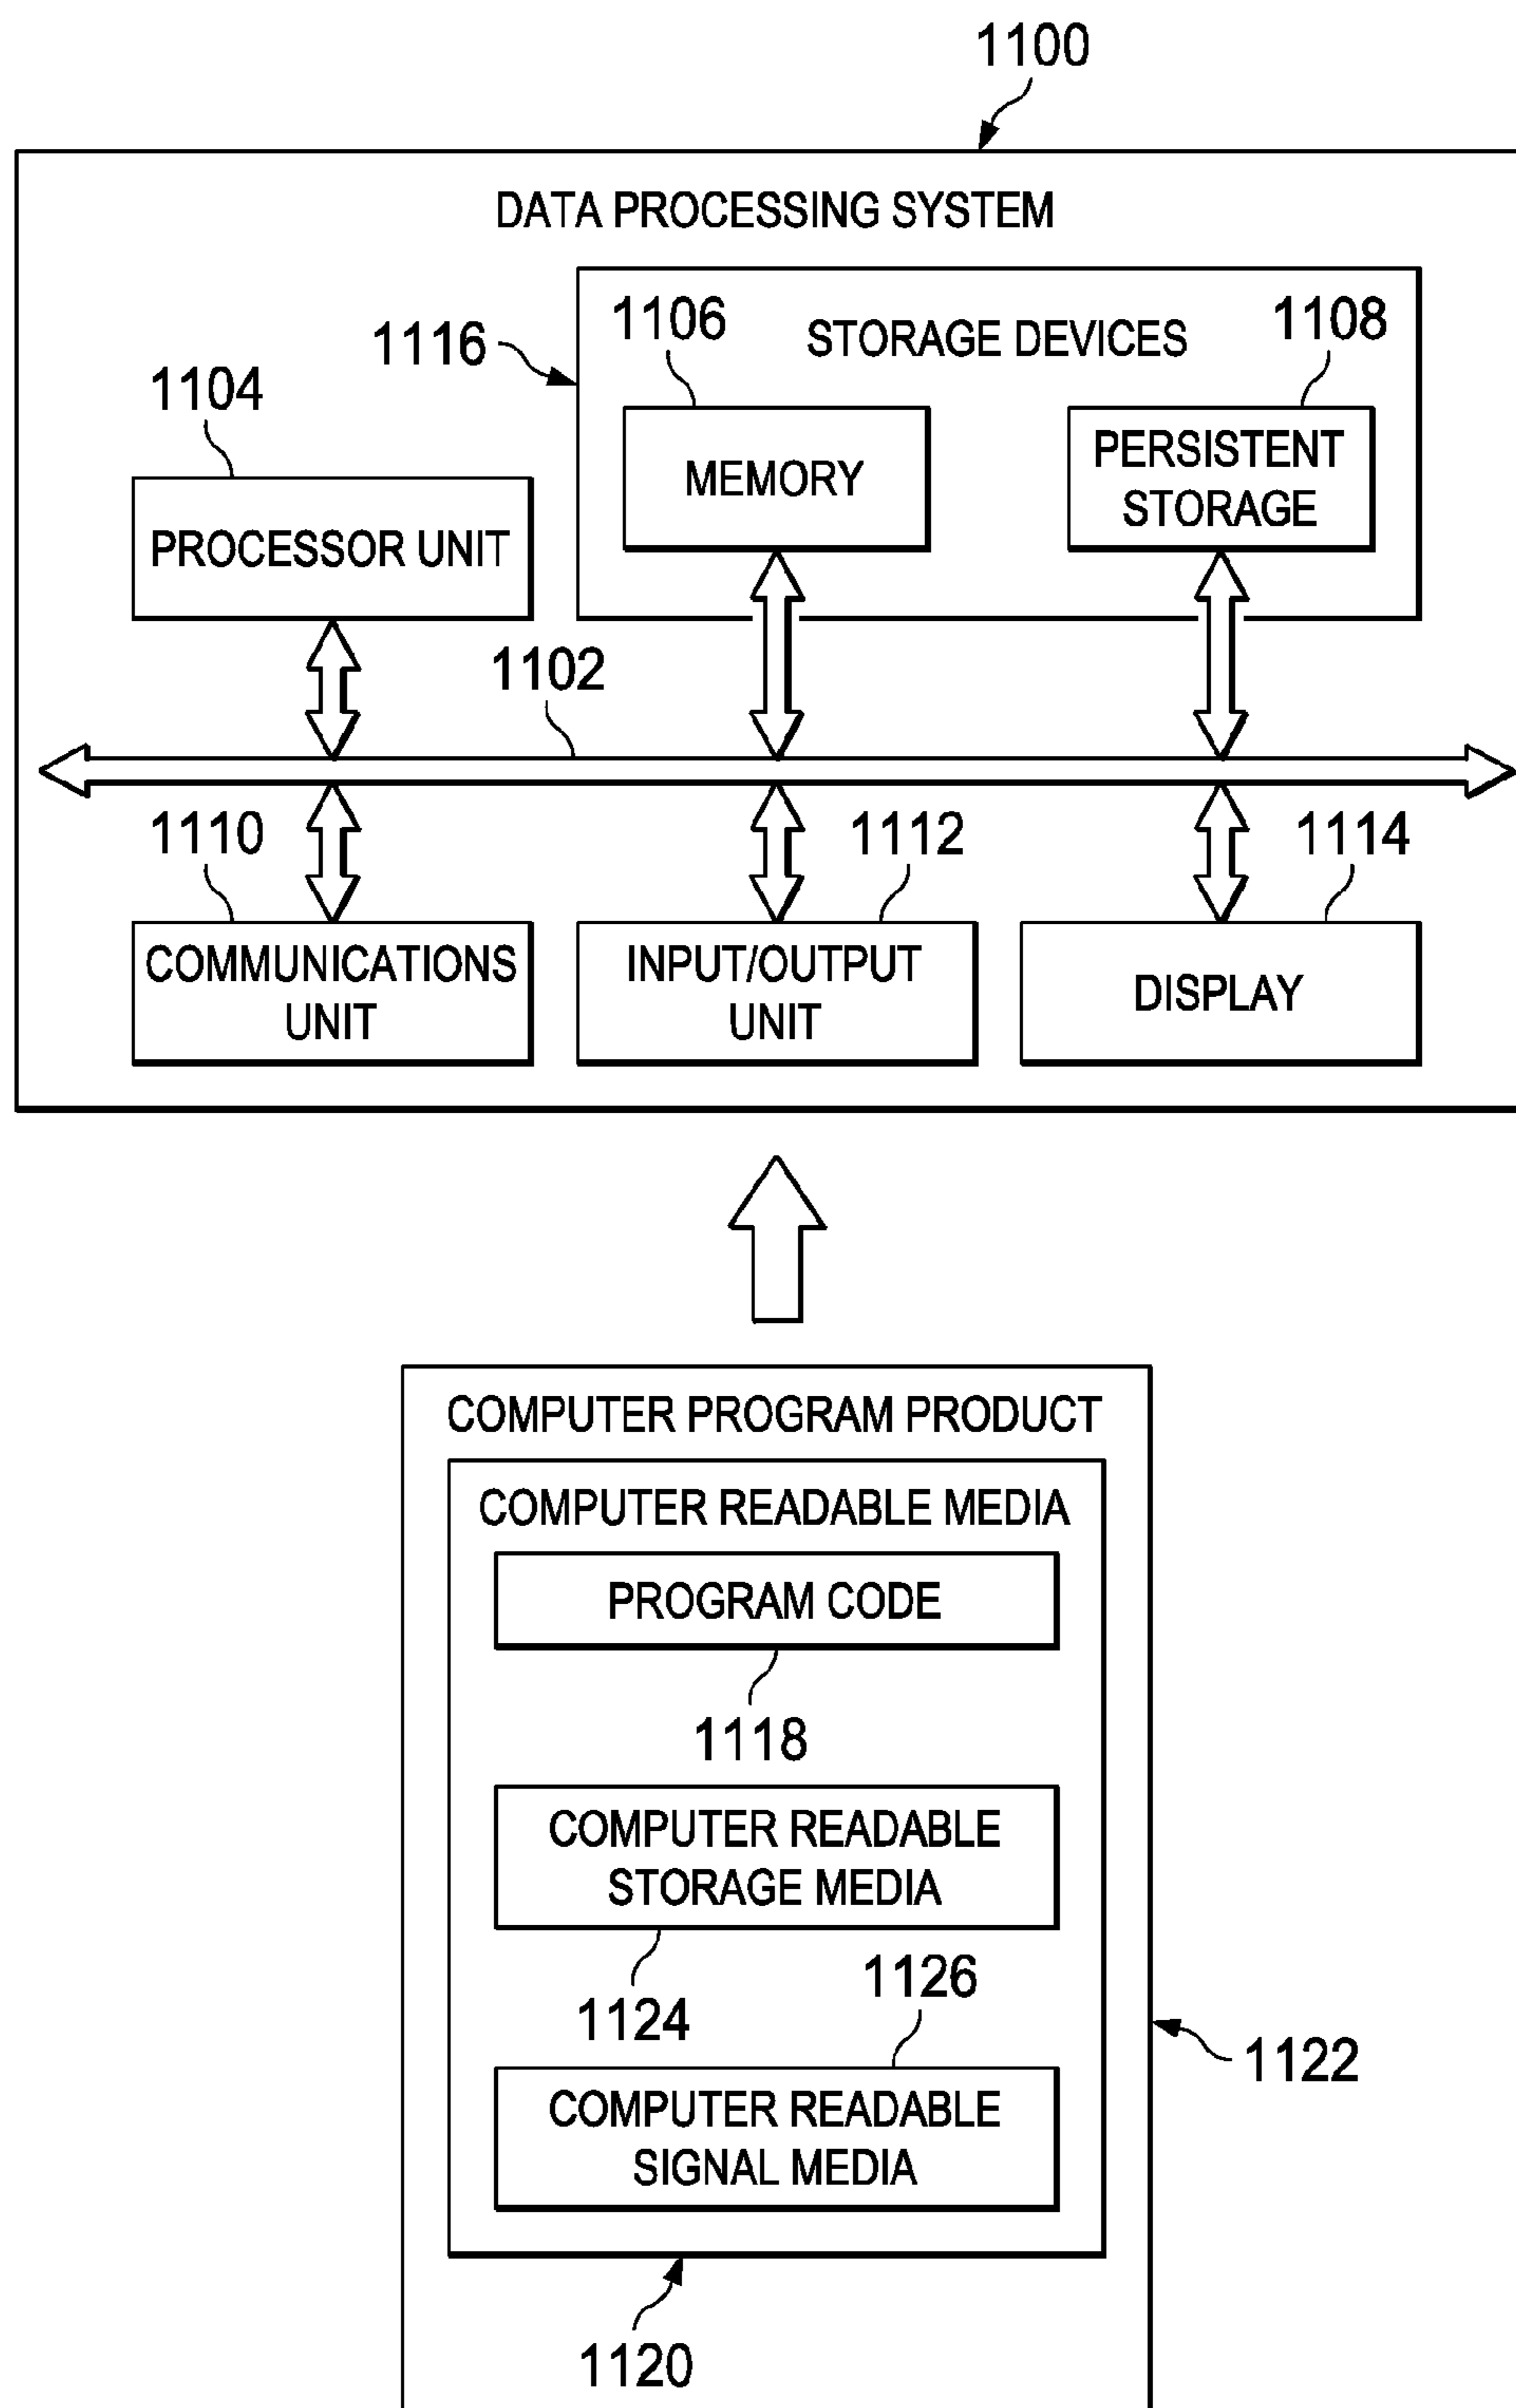 1100
DATA PROCESSING SYSTEM
1116
1106
STORAGE DEVICES
1108
1104
MEMORY
PERSISTENT
STORAGE
PROCESSOR UNIT
1102
1110
1112
1114
COMMUNICATIONS
UNIT
INPUT/OUTPUT
UNIT
DISPLAY
COMPUTER PROGRAM PRODUCT
COMPUTER READABLE MEDIA
PROGRAM CODE
1118
COMPUTER READABLE
STORAGE MEDIA
1124
1126
COMPUTER READABLE
SIGNAL MEDIA
1122
1120